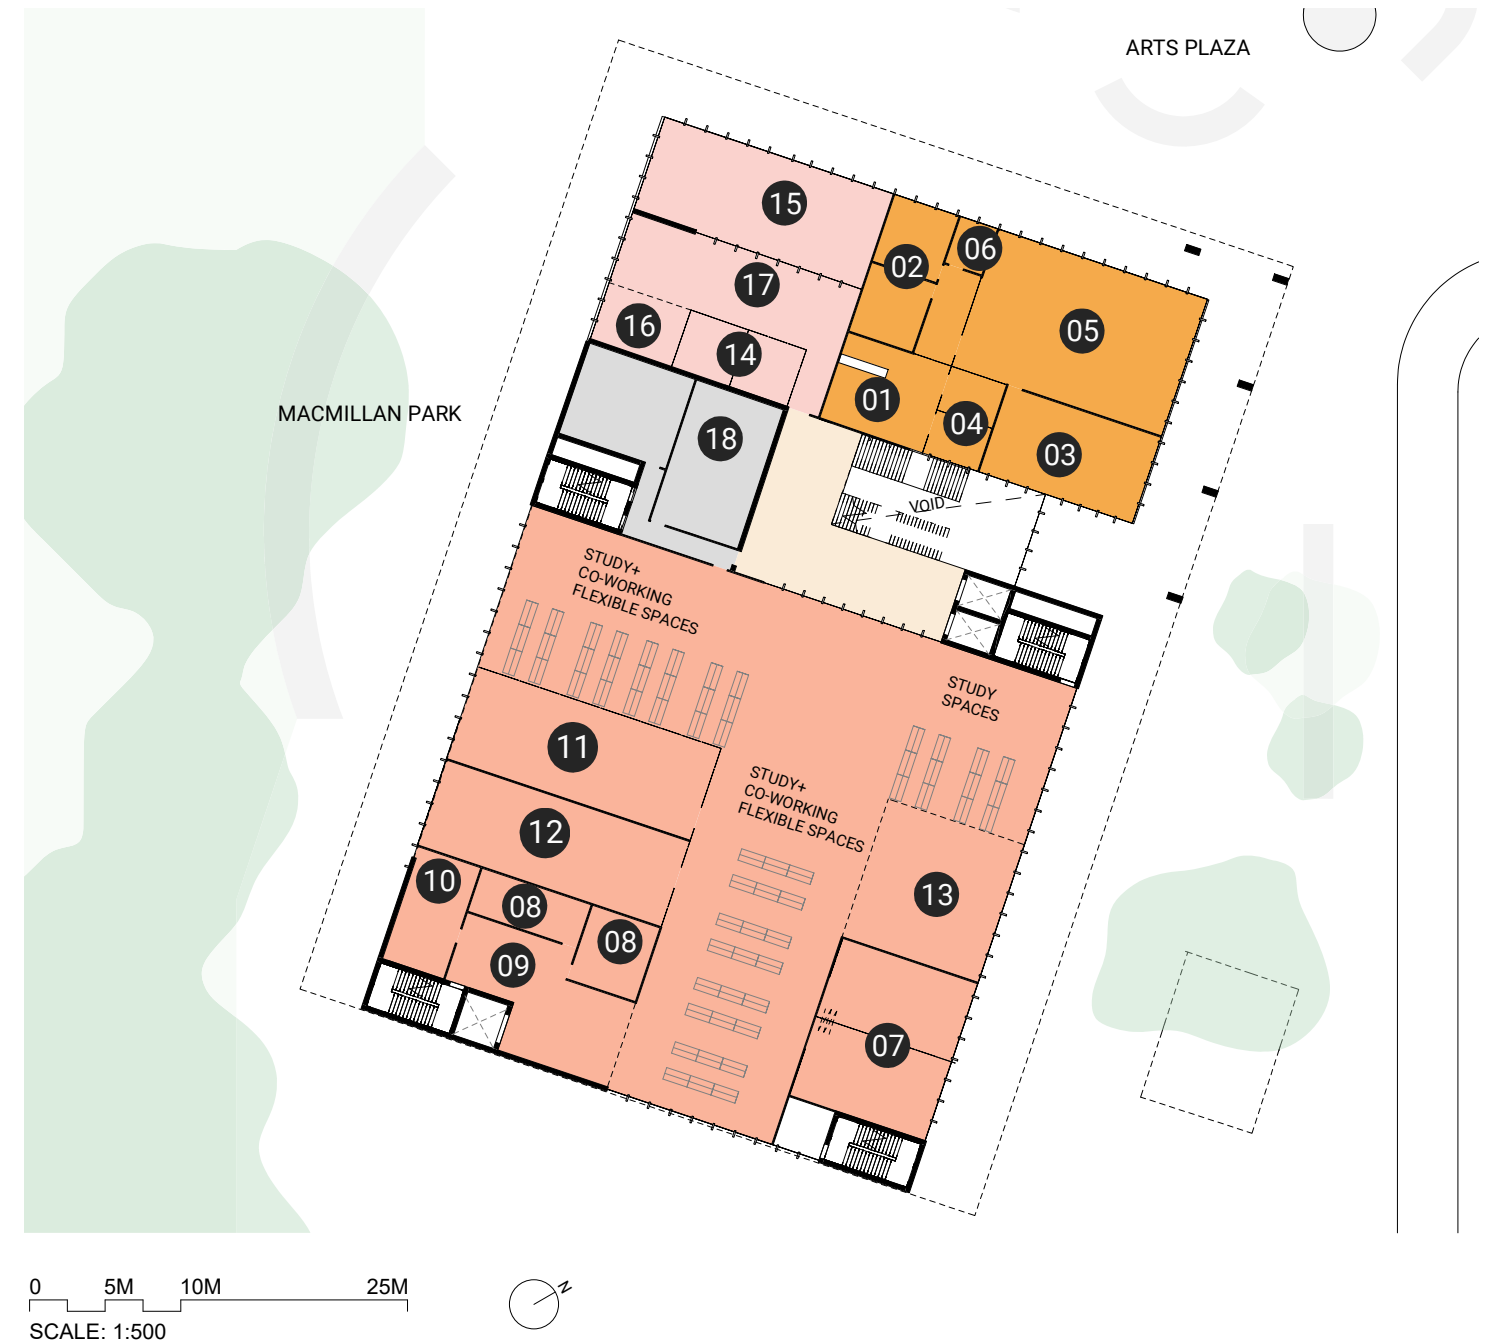 ARTS PLAZA
15
06
02
17
05
16
14
MACMILLAN PARK
01
18
04
03
VOID
STUDY+
CO-WORKING
FLEXIBLE SPACES
STUDY
SPACES
11
STUDY+
CO-WORKING
FLEXIBLE SPACES
12
10
13
08
08
09
07
0 5M 10M 25M
SCALE: 1:500
N